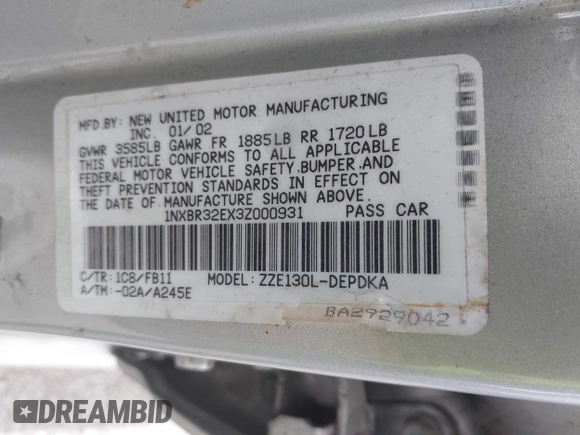 MFD.BY: NEW UNITED MOTOR MANUFACTURING
INC. 01/02
GVWR 3585LB GAWR FR 1885LB RR 1720LB
THIS VEHICLE CONFORMS TO ALL APPLICABLE
FEDERAL MOTOR VEHICLE SAFETY,BUMPER,AND
THEFT PREVENTION STANDARDS IN EFFECT ON
THE DATE OF MANUFACTURE SHOWN ABOVE.
1NXBR32EX3Z000931 PASS CAR
C/TR:1C8/FB11 MODEL:ZZE130L-DEPDKA
A/TM:-02A/A245E
BA2929042
DREAMBID